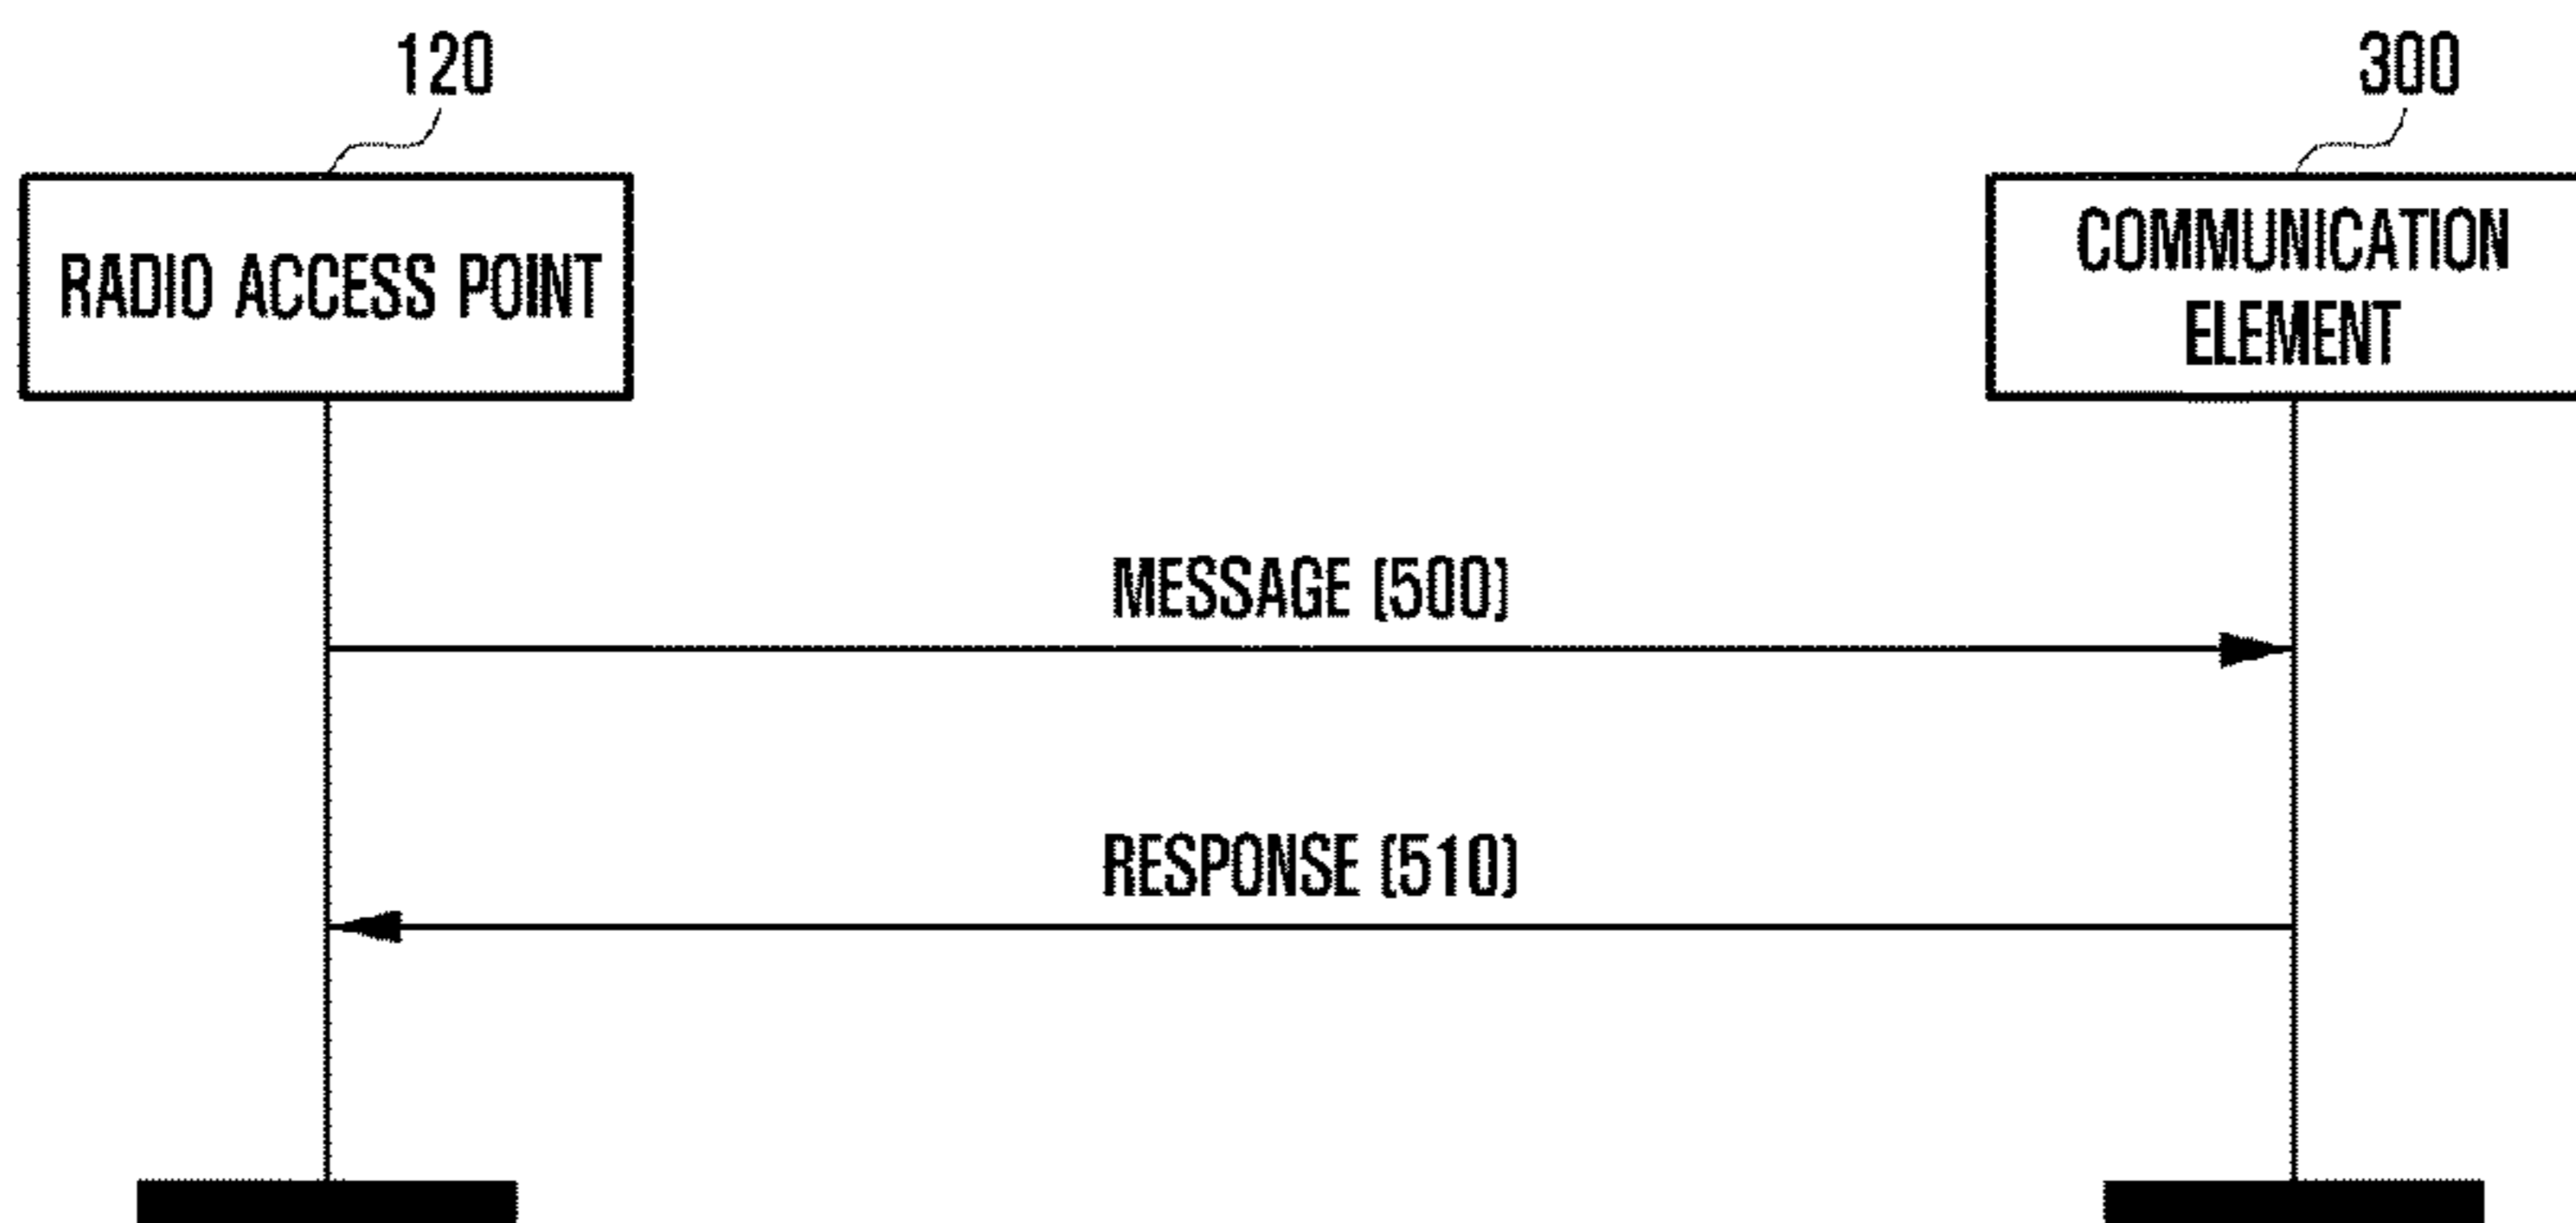 120
300
RADIO ACCESS POINT
COMMUNICATION
ELEMENT
MESSAGE (500)
RESPONSE (510)